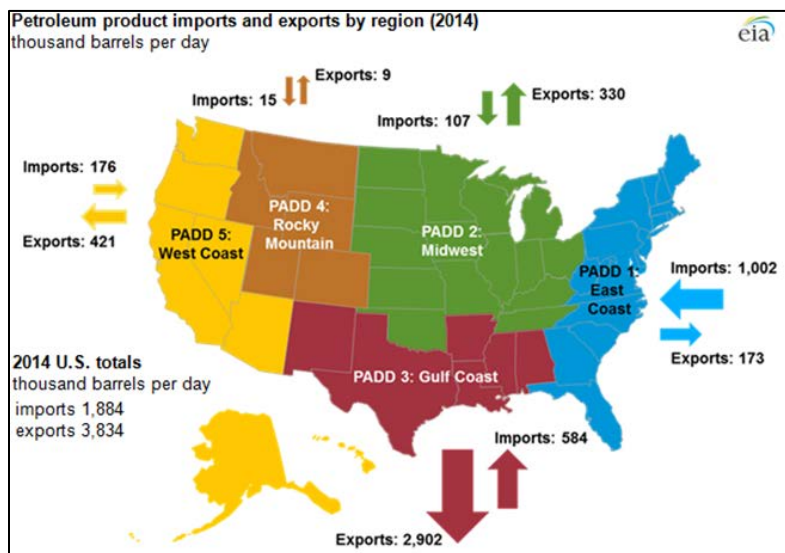 Petroleum product imports and exports by region (2014)
thousand barrels per day
eia
Exports: 9
Imports: 15
Exports: 330
Imports: 107
Imports: 176
Exports: 421
PADD 5:
West Coast
PADD 4:
Rocky
Mountain
PADD 2:
Midwest
PADD 1:
East
Coast
Imports: 1,002
Exports: 173
PADD 3: Gulf Coast
2014 U.S. totals
thousand barrels per day
imports 1,884
exports 3,834
Imports: 584
Exports: 2,902